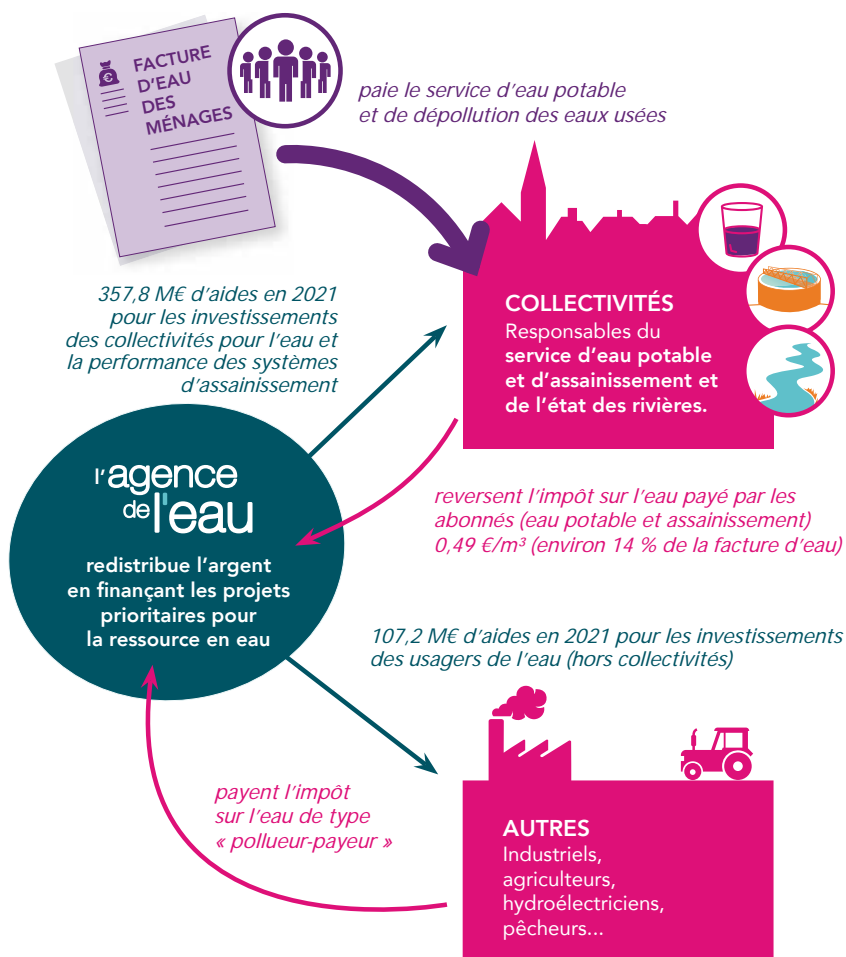 FACTURE
D'EAU
DES
MÉNAGES
paie le service d'eau potable
et de dépollution des eaux usées
357,8 M€ d'aides en 2021
pour les investissements
des collectivités pour l'eau et
la performance des systèmes
d'assainissement
COLLECTIVITÉS
Responsables du
service d'eau potable
et d'assainissement et
de l'état des rivières.
l'agence
de l'eau
redistribue l'argent
en finançant les projets
prioritaires pour
la ressource en eau
reversent l'impôt sur l'eau payé par les
abonnés (eau potable et assainissement)
0,49 €/m³ (environ 14 % de la facture d'eau)
107,2 M€ d'aides en 2021 pour les investissements
des usagers de l'eau (hors collectivités)
payent l'impôt
sur l'eau de type
« pollueur-payeur »
AUTRES
Industriels,
agriculteurs,
hydroélectriciens,
pêcheurs...